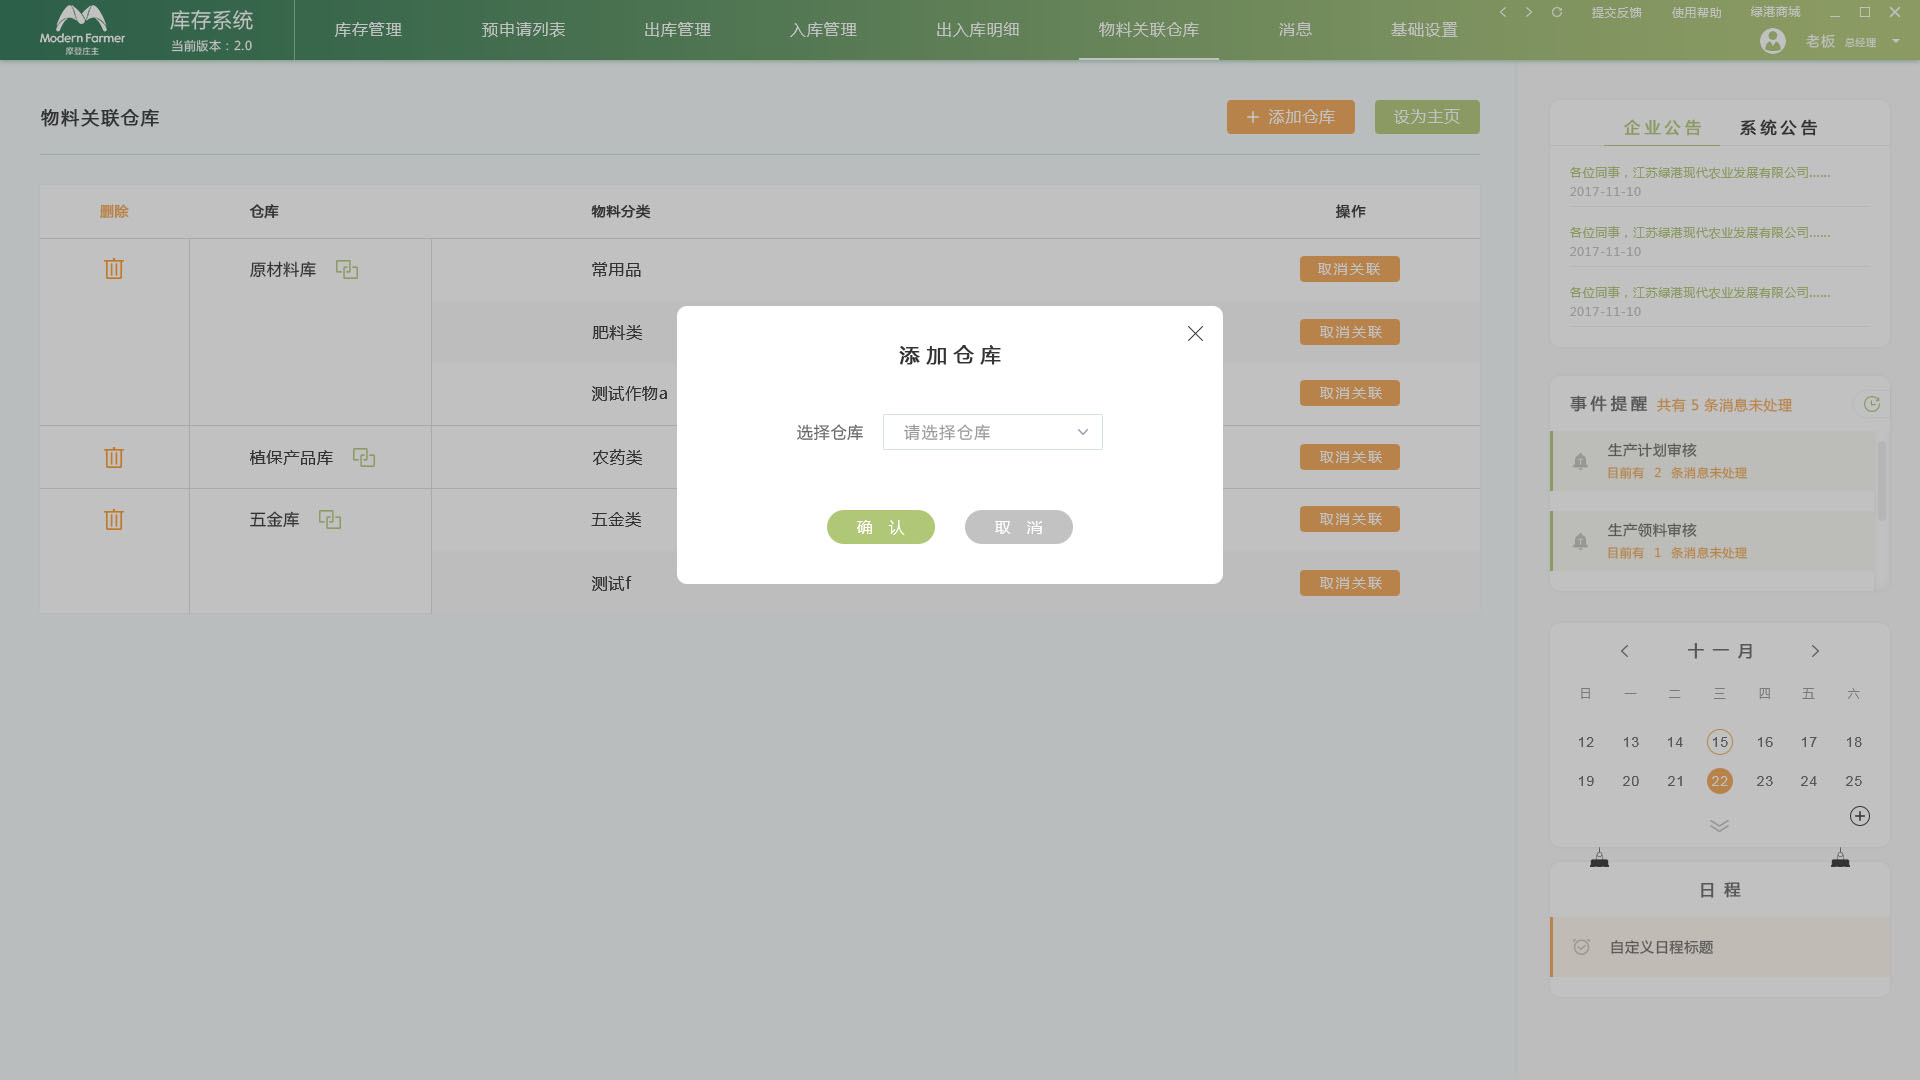 Modern Farmer
摩登庄主
库存系统
当前版本：2.0
库存管理
预申请列表
出库管理
入库管理
出入库明细
物料关联仓库
消息
基础设置
提交反馈
使用帮助
绿港商城
老板 总经理
物料关联仓库
添加仓库
设为主页
删除
仓库
物料分类
操作
原材料库
常用品
取消关联
肥料类
取消关联
测试作物a
取消关联
植保产品库
农药类
取消关联
五金库
五金类
取消关联
测试f
取消关联
添加仓库
选择仓库
请选择仓库
确 认
取 消
企业公告
系统公告
各位同事，江苏绿港现代农业发展有限公司......
2017-11-10
各位同事，江苏绿港现代农业发展有限公司......
2017-11-10
各位同事，江苏绿港现代农业发展有限公司......
2017-11-10
事件提醒 共有 5 条消息未处理
生产计划审核
目前有 2 条消息未处理
生产领料审核
目前有 1 条消息未处理
十一月
日 一 二 三 四 五 六
12 13 14 15 16 17 18
19 20 21 22 23 24 25
日 程
自定义日程标题